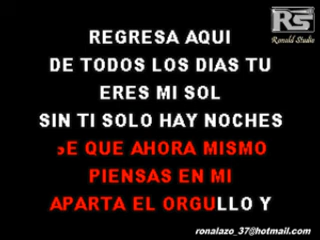 RS
Ronald Studio
REGRESA AQUI
DE TODOS LOS DIAS TU
ERES MI SOL
SIN TI SOLO HAY NOCHES
SE QUE AHORA MISMO
PIENSAS EN MI
APARTA EL ORGULLO Y
ronalazo_37@hotmail.com